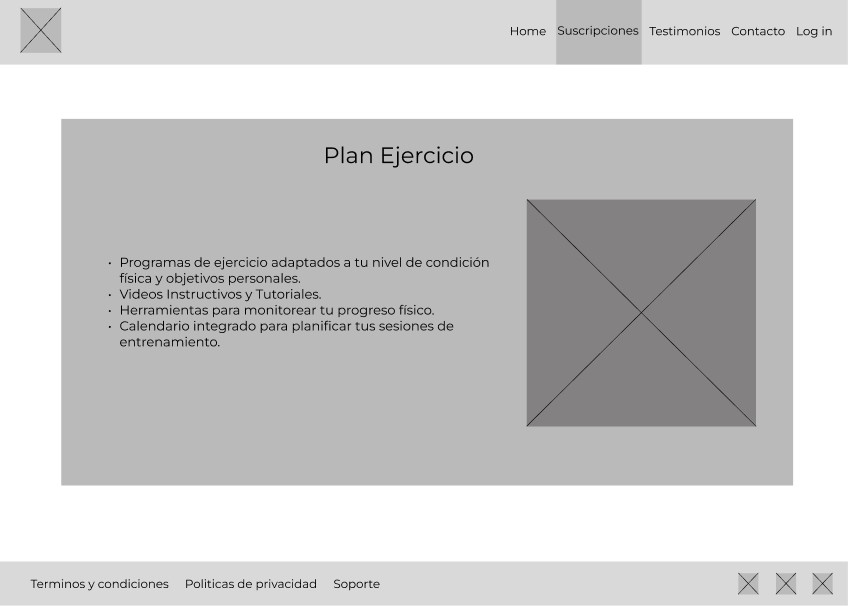 Home Suscripciones Testimonios Contacto Log in
Plan Ejercicio
• Programas de ejercicio adaptados a tu nivel de condición
física y objetivos personales.
• Videos Instructivos y Tutoriales.
• Herramientas para monitorear tu progreso físico.
• Calendario integrado para planificar tus sesiones de
entrenamiento.
Terminos y condiciones Politicas de privacidad Soporte